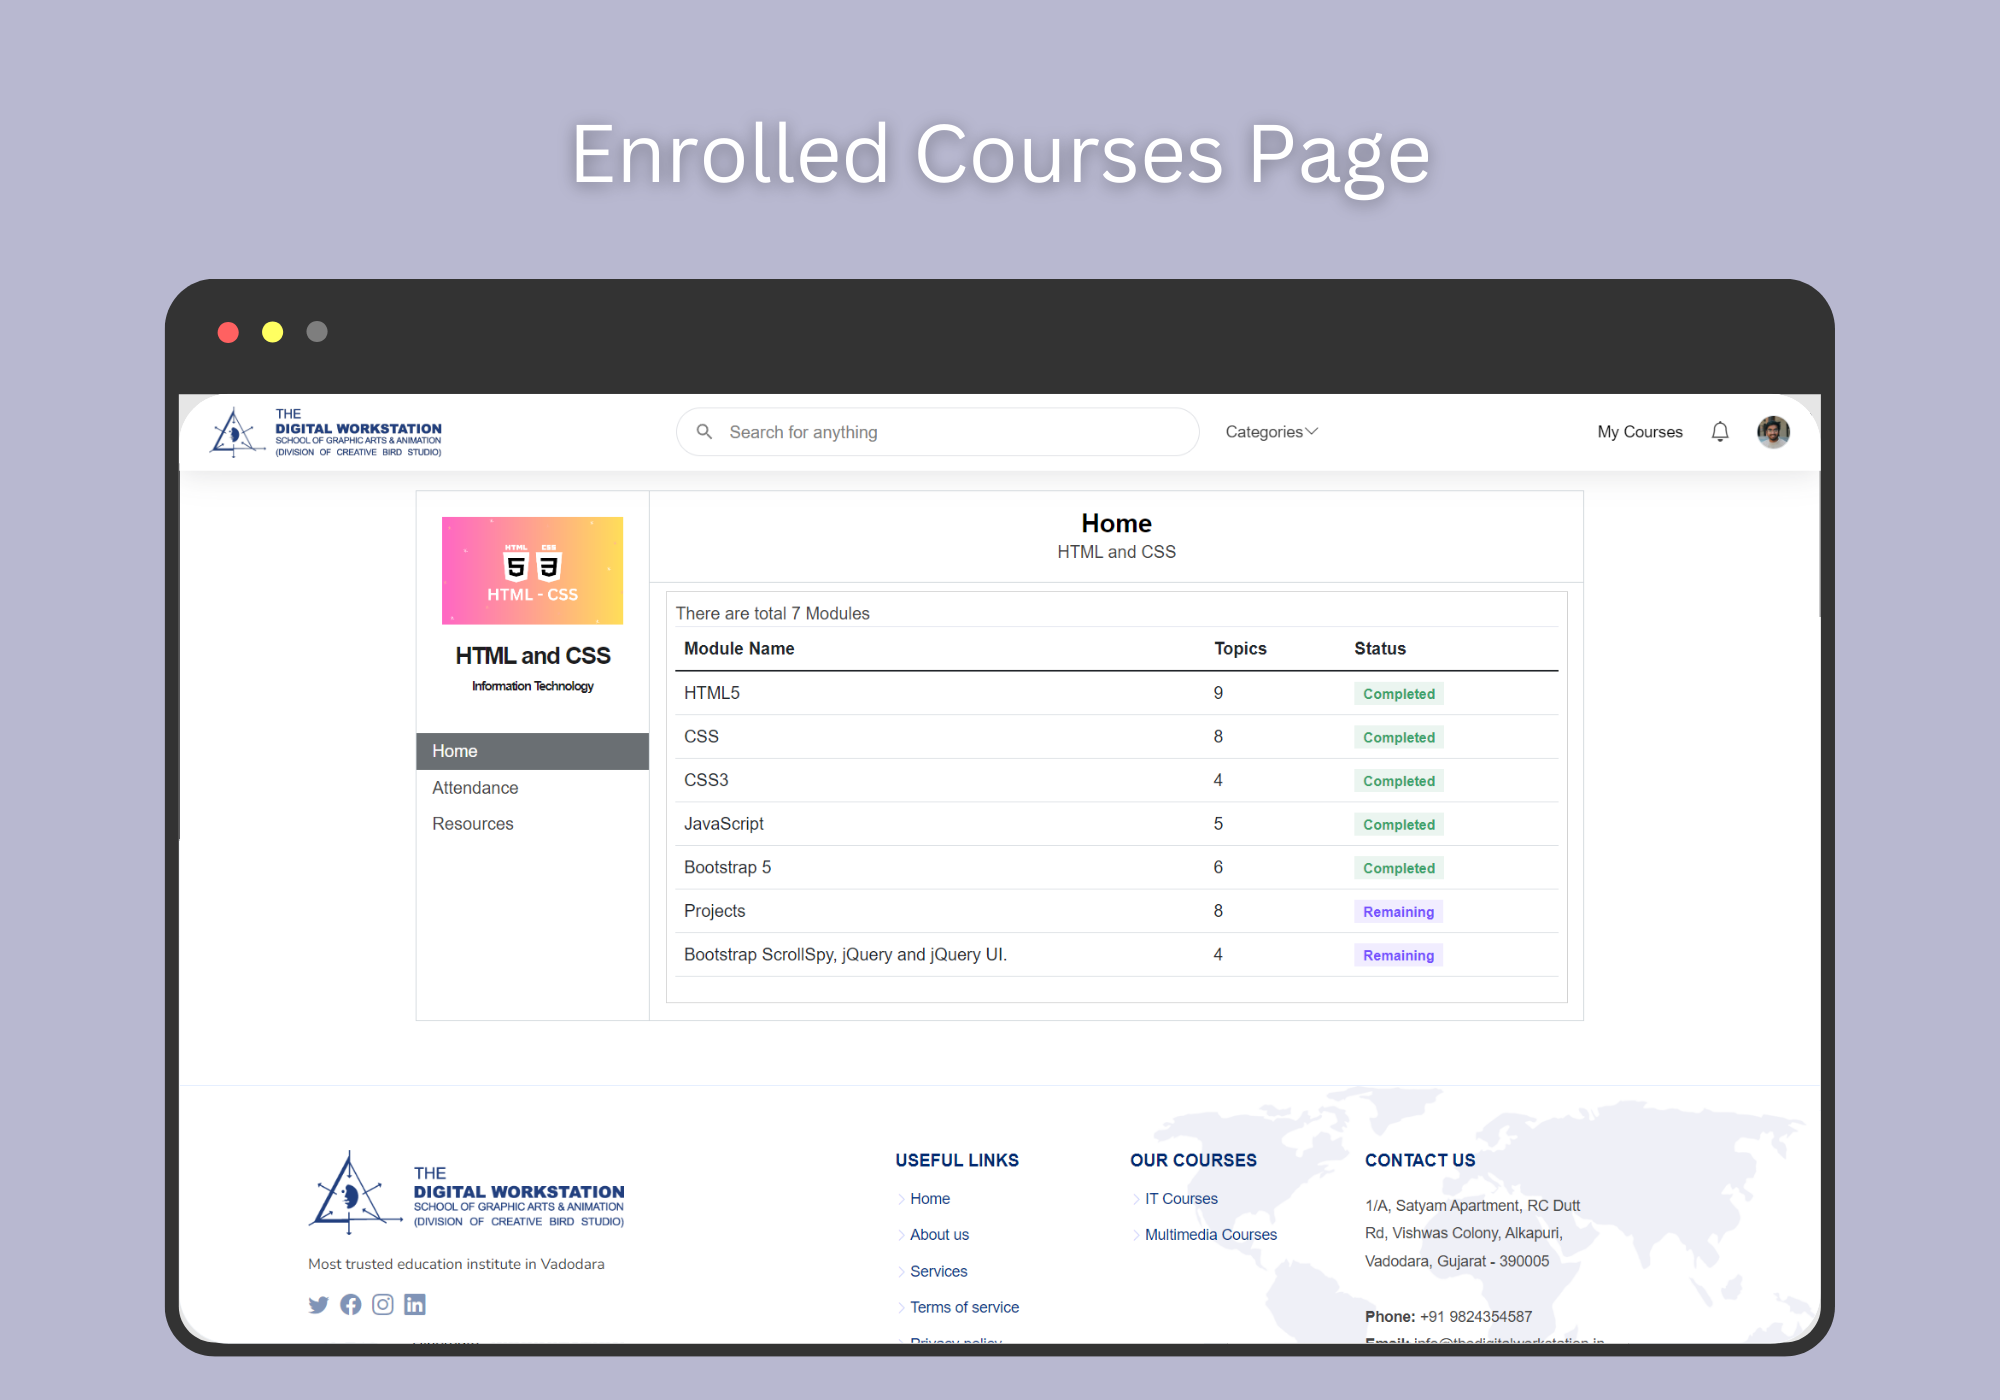 Enrolled Courses Page
THE
DIGITAL WORKSTATION
SCHOOL OF GRAPHIC ARTS & ANIMATION
(DIVISION OF CREATIVE BIRD STUDIO)
Search for anything
Categories
My Courses
HTML CSS
5 3
HTML - CSS
HTML and CSS
Information Technology
Home
Attendance
Resources
Home
HTML and CSS
There are total 7 Modules
Module Name Topics Status
HTML5 9 Completed
CSS 8 Completed
CSS3 4 Completed
JavaScript 5 Completed
Bootstrap 5 6 Completed
Projects 8 Remaining
Bootstrap ScrollSpy, jQuery and jQuery UI. 4 Remaining
THE
DIGITAL WORKSTATION
SCHOOL OF GRAPHIC ARTS & ANIMATION
(DIVISION OF CREATIVE BIRD STUDIO)
Most trusted education institute in Vadodara
USEFUL LINKS
Home
About us
Services
Terms of service
Privacy policy
OUR COURSES
IT Courses
Multimedia Courses
CONTACT US
1/A, Satyam Apartment, RC Dutt
Rd, Vishwas Colony, Alkapuri,
Vadodara, Gujarat - 390005
Phone: +91 9824354587
Email: info@thedigitalworkstation.in